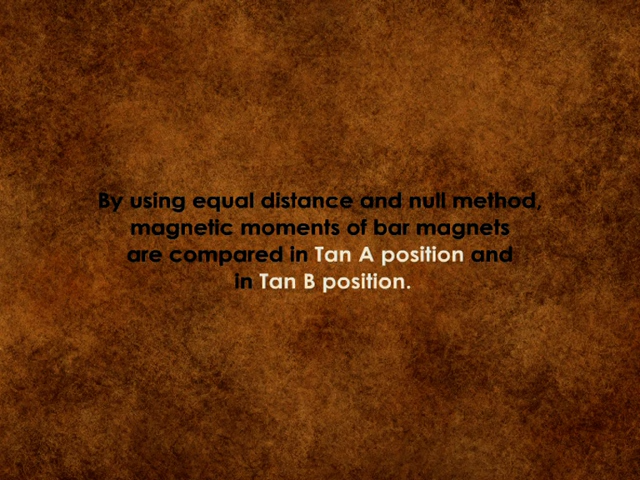 By using equal distance and null method,
magnetic moments of bar magnets
are compared in Tan A position and
in Tan B position.